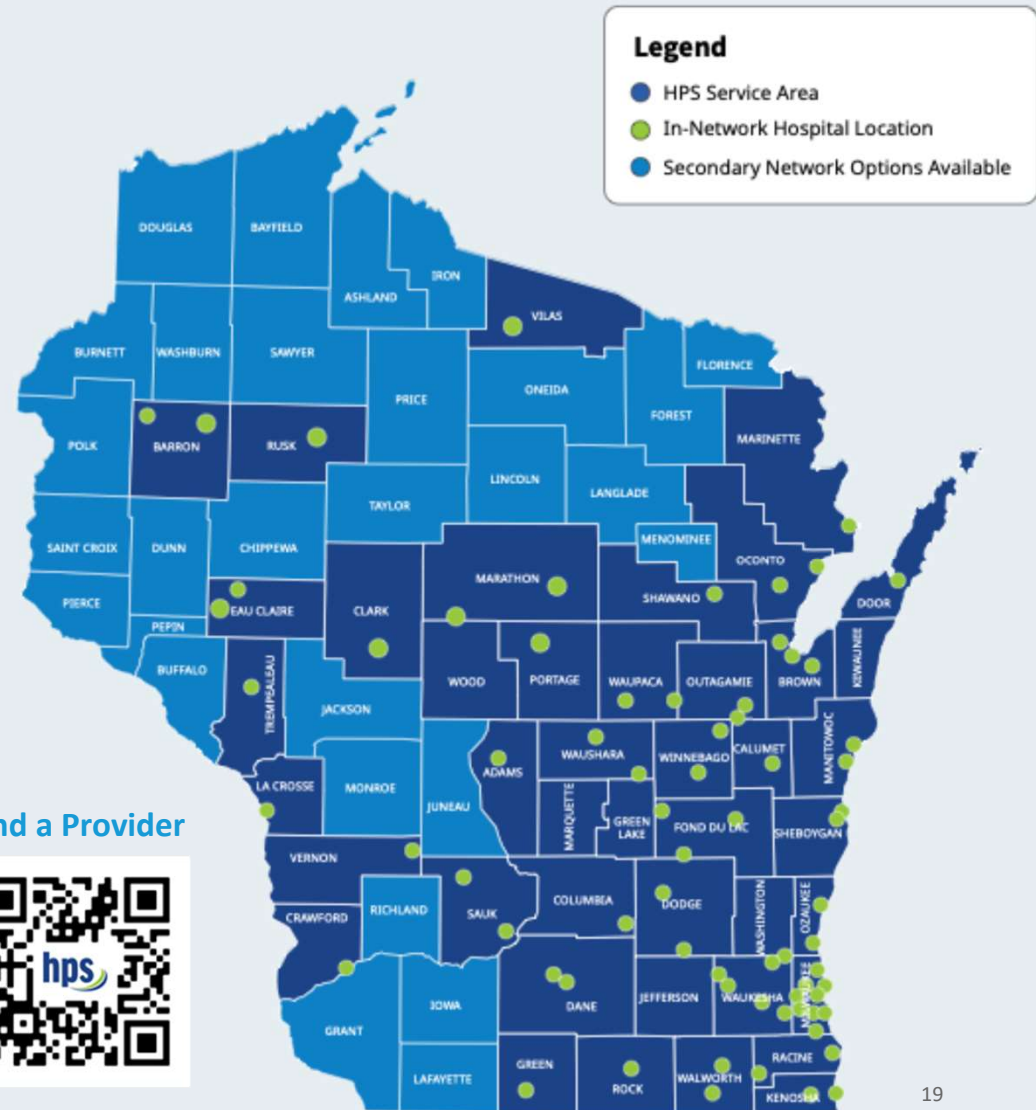 Legend
HPS Service Area
In-Network Hospital Location
Secondary Network Options Available
DOUGLAS
BAYFIELD
IRON
ASHLAND
VILAS
BURNETT
WASHBURN
SAWYER
FLORENCE
PRICE
ONEIDA
FOREST
POLK
BARRON
RUSK
MARINETTE
LINCOLN
LANGLADE
TAYLOR
MENOMINEE
SAINT CROIX
DUNN
CHIPPEWA
OCONTO
MARATHON
SHAWANO
PIERCE
EAU CLAIRE
CLARK
DOOR
PEPIN
BUFFALO
TREMPEALEAU
WOOD
PORTAGE
WAUPACA
OUTAGAMIE
BROWN
KEWAUNEE
JACKSON
WAUSHARA
WINNEBAGO
CALUMET
MANITOWOC
ADAMS
LA CROSSE
MONROE
JUNEAU
MARQUETTE
GREEN
LAKE
FOND DU LAC
SHEBOYGAN
nd a Provider
VERNON
COLUMBIA
DODGE
WASHINGTON
OZAUKEE
RICHLAND
SAUK
CRAWFORD
hps
DANE
JEFFERSON
WAUKESHA
MILWAUKEE
IOWA
GRANT
GREEN
RACINE
LAFAYETTE
ROCK
WALWORTH
KENOSHA
19